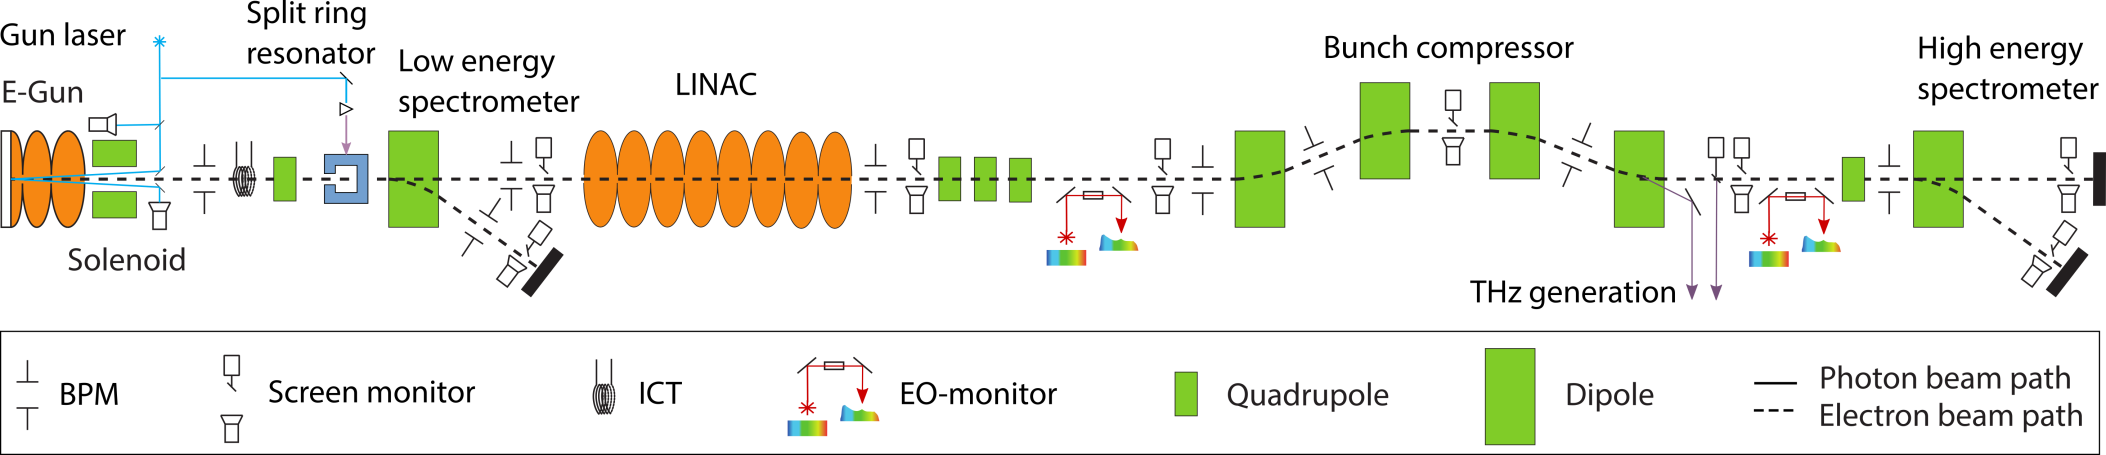 Gun laser
E-Gun
Solenoid
Split ring
resonator
Low energy
spectrometer
LINAC
Bunch compressor
THz generation
High energy
spectrometer
BPM
Screen monitor
ICT
EO-monitor
Quadrupole
Dipole
Photon beam path
Electron beam path